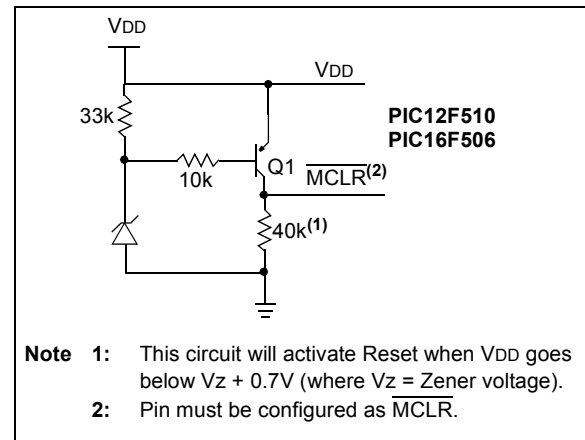 VDD
VDD
33k
PIC12F510
PIC16F506
Q1
MCLR(2)
10k
40k(1)
Note 1: This circuit will activate Reset when VDD goes
below Vz + 0.7V (where Vz = Zener voltage).
2: Pin must be configured as MCLR.